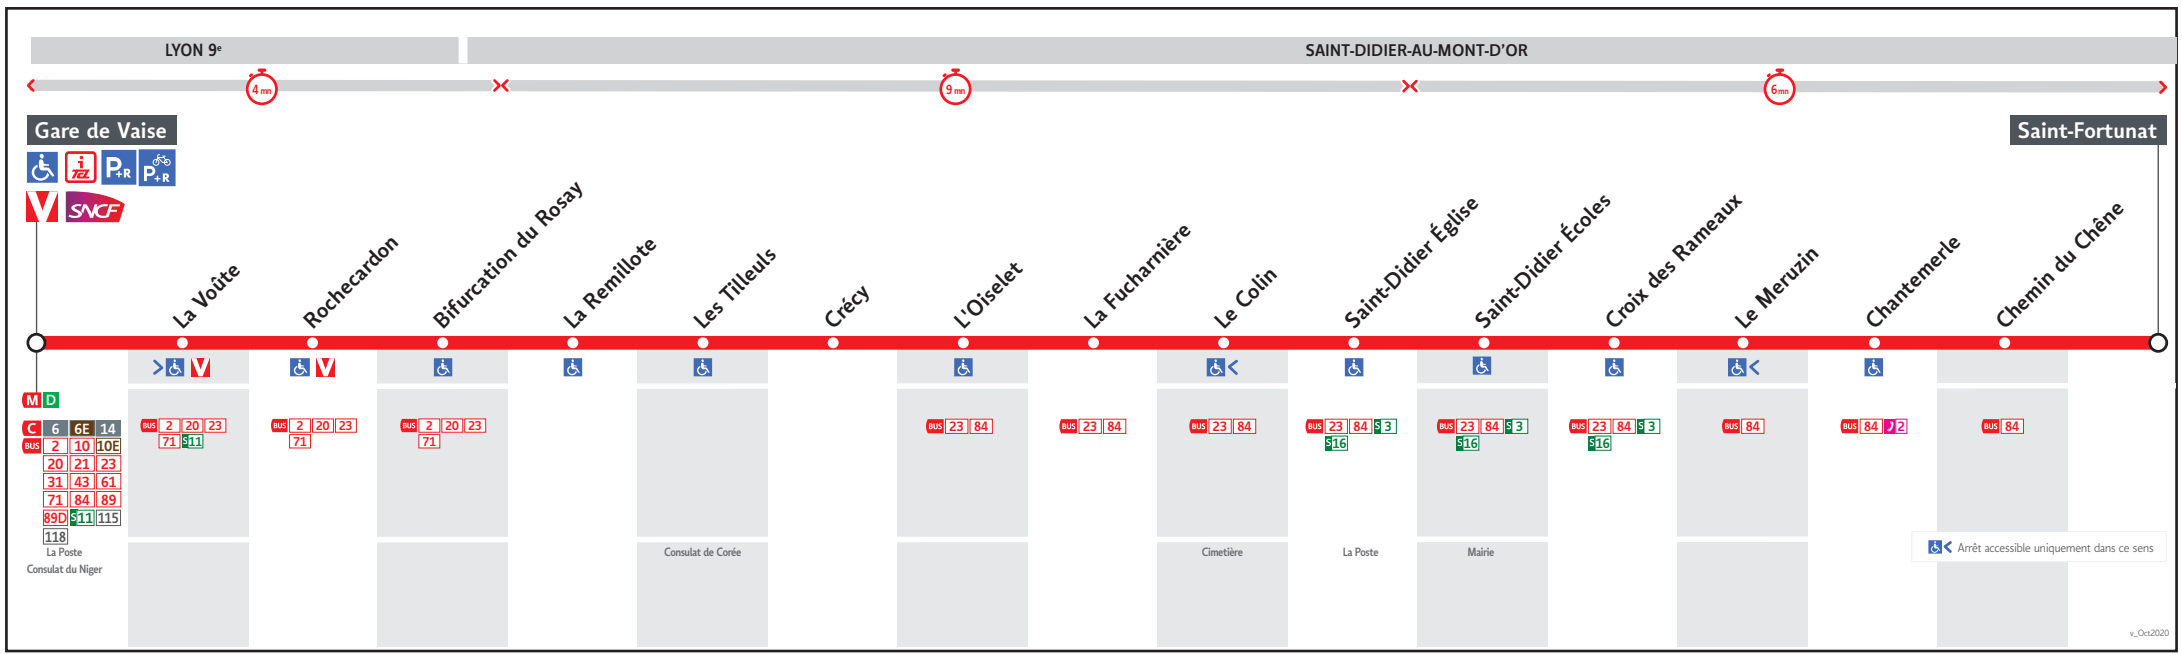 LYON 9e
SAINT-DIDIER-AU-MONT-D'OR
4 mn
9 mn
6 mn
Gare de Vaise
Saint-Fortunat
i TCL P+R P+R
V SNCF
La Voûte
Rochecardon
Bifurcation du Rosay
La Remillote
Les Tilleuls
Crécy
L'Oiselet
La Fucharnière
Le Colin
Saint-Didier Église
Saint-Didier Écoles
Croix des Rameaux
Le Meruzin
Chantemerle
Chemin du Chêne
> V
V
<
<
M D
C 6 6E 14
BUS 2 10 10E
20 21 23
31 43 61
71 84 89
89D S11 115
118
La Poste
Consulat du Niger
BUS 2 20 23
71 S11
BUS 2 20 23
71
BUS 2 20 23
71
Consulat de Corée
BUS 23 84
BUS 23 84
BUS 23 84
Cimetière
BUS 23 84 S3
S16
La Poste
BUS 23 84 S3
S16
Mairie
BUS 23 84 S3
S16
BUS 84
BUS 84 J2
BUS 84
< Arrêt accessible uniquement dans ce sens
v_Oct2020